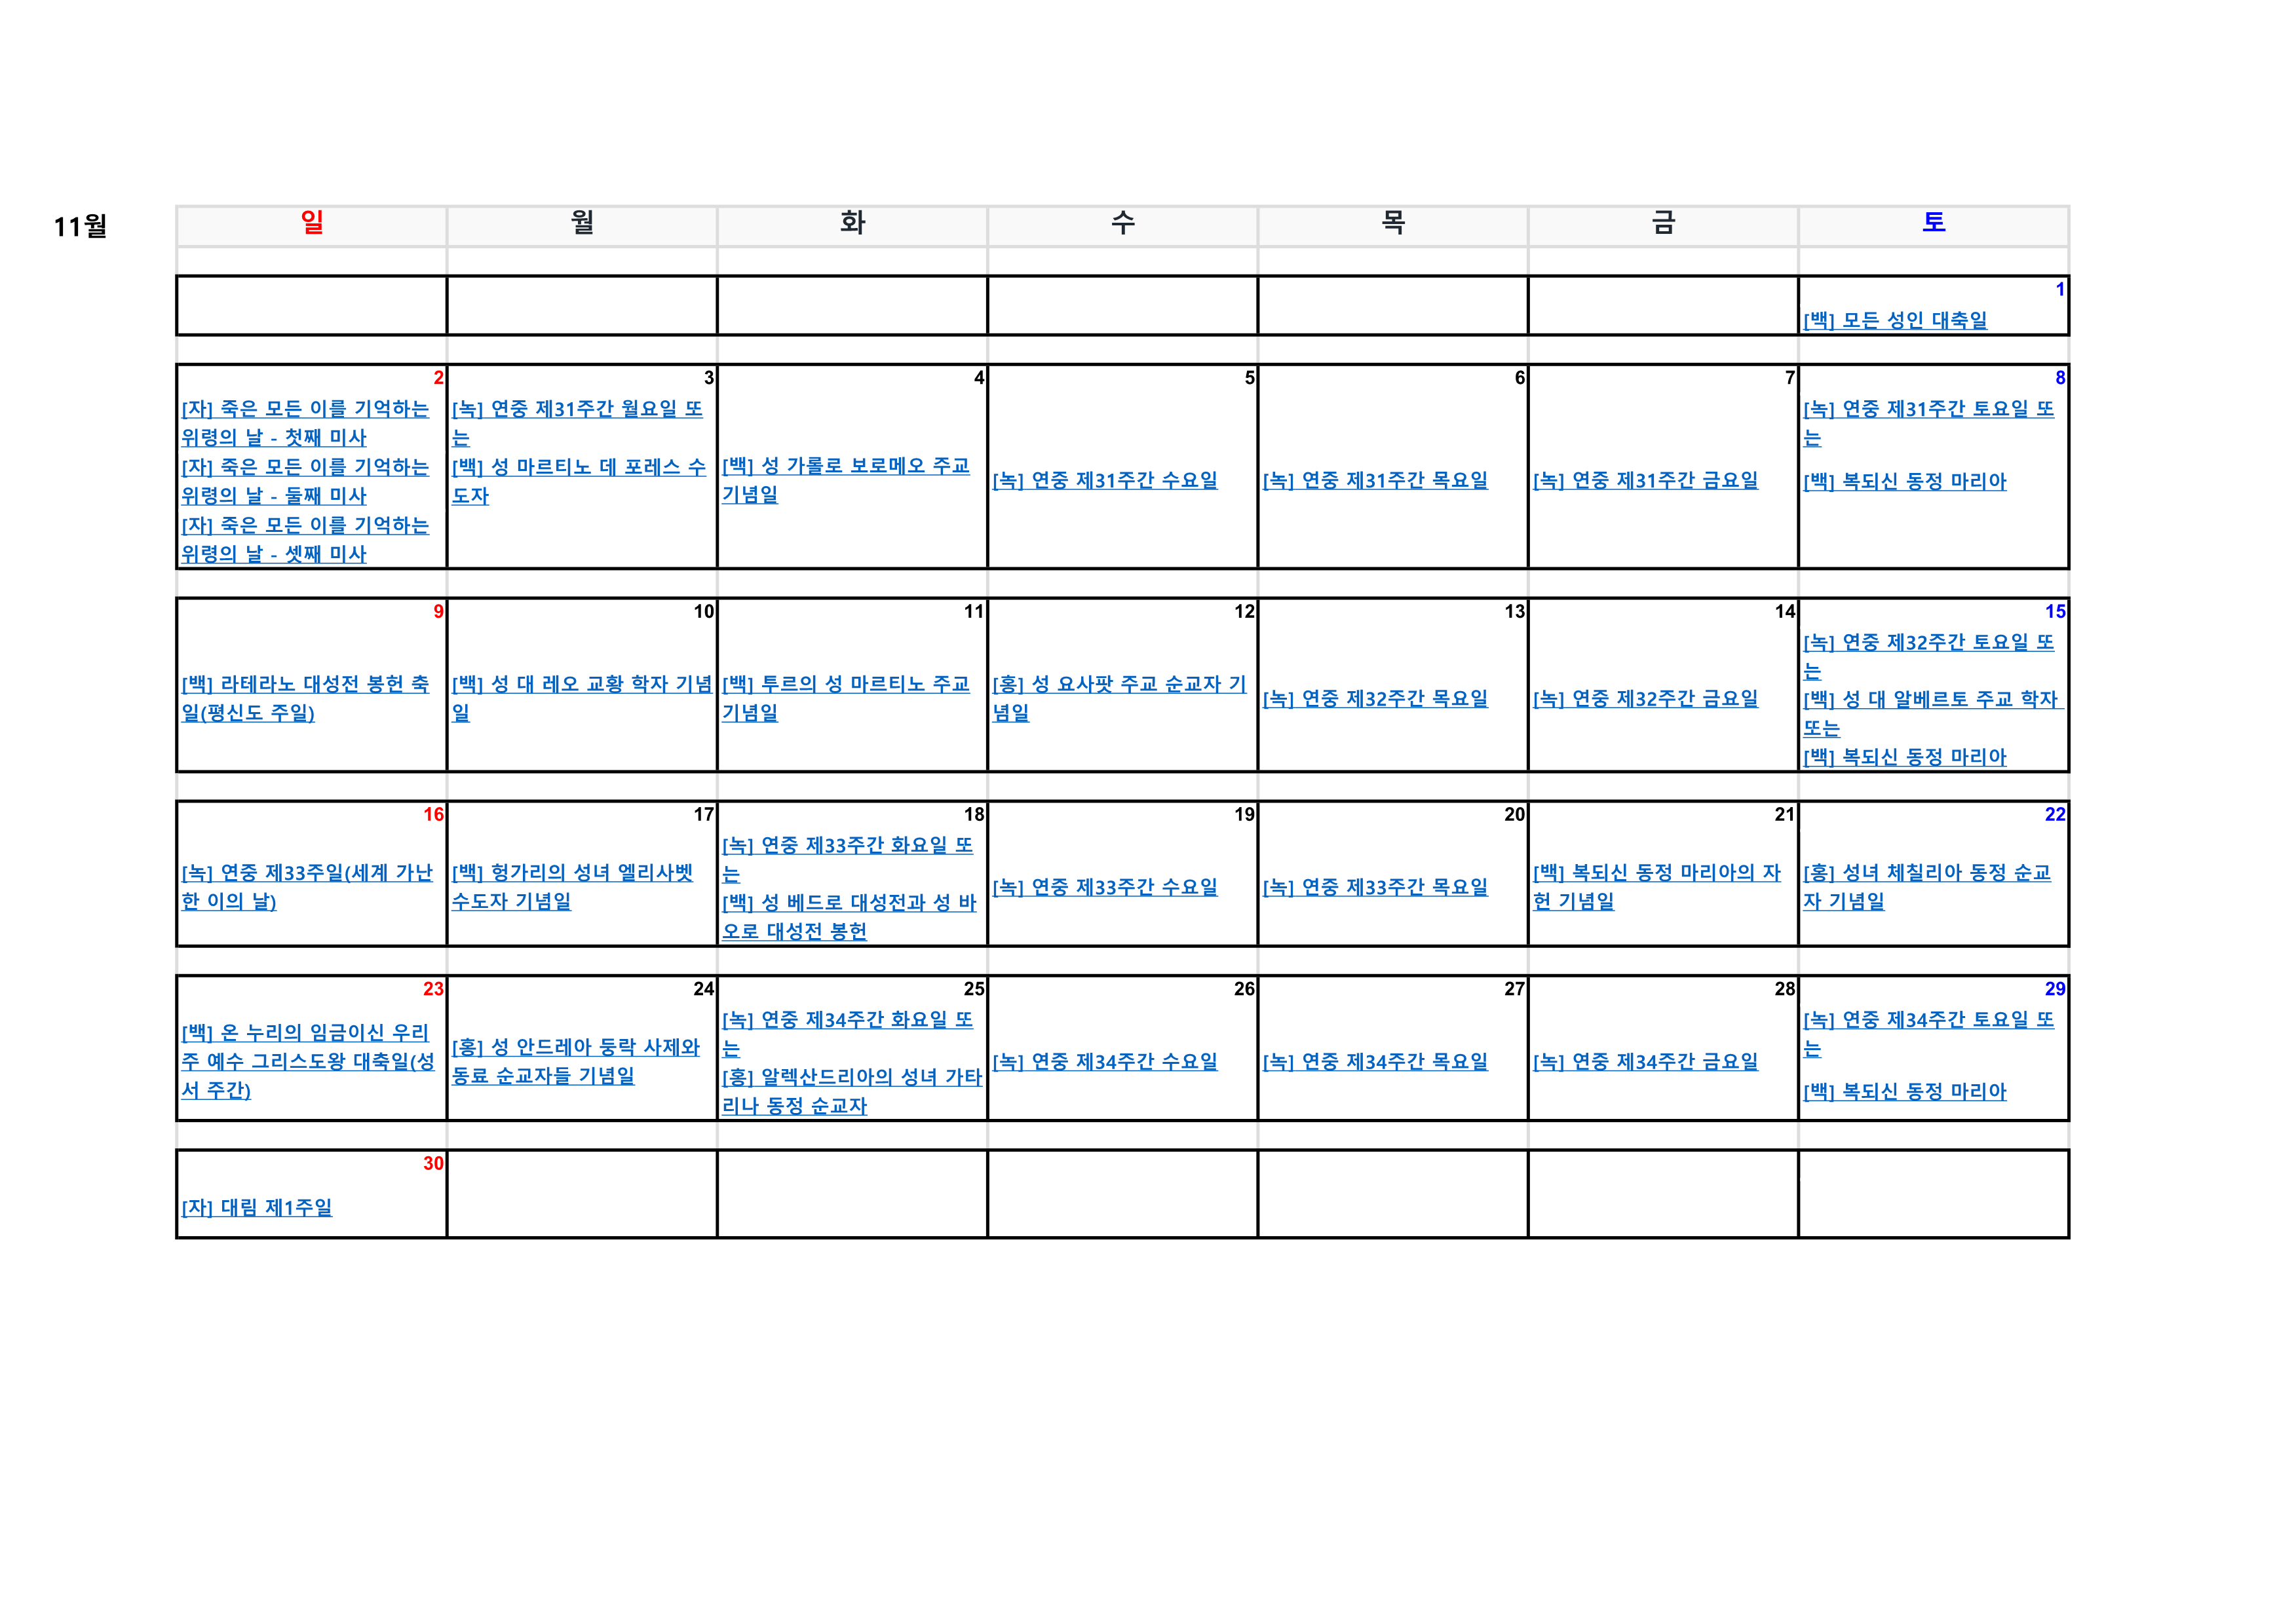 11월
일 월 화 수 목 금 토
1
[백] 모든 성인 대축일
2
[자] 죽은 모든 이를 기억하는
위령의 날 - 첫째 미사
[자] 죽은 모든 이를 기억하는
위령의 날 - 둘째 미사
[자] 죽은 모든 이를 기억하는
위령의 날 - 셋째 미사
3
[녹] 연중 제31주간 월요일 또
는
[백] 성 마르티노 데 포레스 수
도자
4
[백] 성 가롤로 보로메오 주교
기념일
5
[녹] 연중 제31주간 수요일
6
[녹] 연중 제31주간 목요일
7
[녹] 연중 제31주간 금요일
8
[녹] 연중 제31주간 토요일 또
는
[백] 복되신 동정 마리아
9
[백] 라테라노 대성전 봉헌 축
일(평신도 주일)
10
[백] 성 대 레오 교황 학자 기념
일
11
[백] 투르의 성 마르티노 주교
기념일
12
[홍] 성 요사팟 주교 순교자 기
념일
13
[녹] 연중 제32주간 목요일
14
[녹] 연중 제32주간 금요일
15
[녹] 연중 제32주간 토요일 또
는
[백] 성 대 알베르토 주교 학자
또는
[백] 복되신 동정 마리아
16
[녹] 연중 제33주일(세계 가난
한 이의 날)
17
[백] 헝가리의 성녀 엘리사벳
수도자 기념일
18
[녹] 연중 제33주간 화요일 또
는
[백] 성 베드로 대성전과 성 바
오로 대성전 봉헌
19
[녹] 연중 제33주간 수요일
20
[녹] 연중 제33주간 목요일
21
[백] 복되신 동정 마리아의 자
헌 기념일
22
[홍] 성녀 체칠리아 동정 순교
자 기념일
23
[백] 온 누리의 임금이신 우리
주 예수 그리스도왕 대축일(성
서 주간)
24
[홍] 성 안드레아 둥락 사제와
동료 순교자들 기념일
25
[녹] 연중 제34주간 화요일 또
는
[홍] 알렉산드리아의 성녀 가타
리나 동정 순교자
26
[녹] 연중 제34주간 수요일
27
[녹] 연중 제34주간 목요일
28
[녹] 연중 제34주간 금요일
29
[녹] 연중 제34주간 토요일 또
는
[백] 복되신 동정 마리아
30
[자] 대림 제1주일